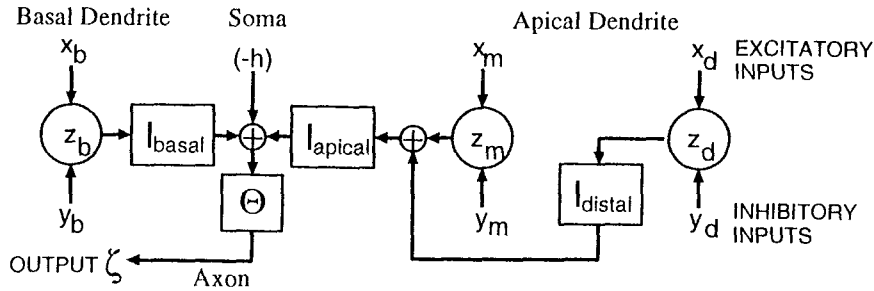 Basal Dendrite Soma Apical Dendrite
x_b (-h) x_m x_d EXCITATORY INPUTS
z_b I_basal + I_apical + z_m z_d
y_b Θ y_m I_distal y_d INHIBITORY INPUTS
OUTPUT ζ Axon